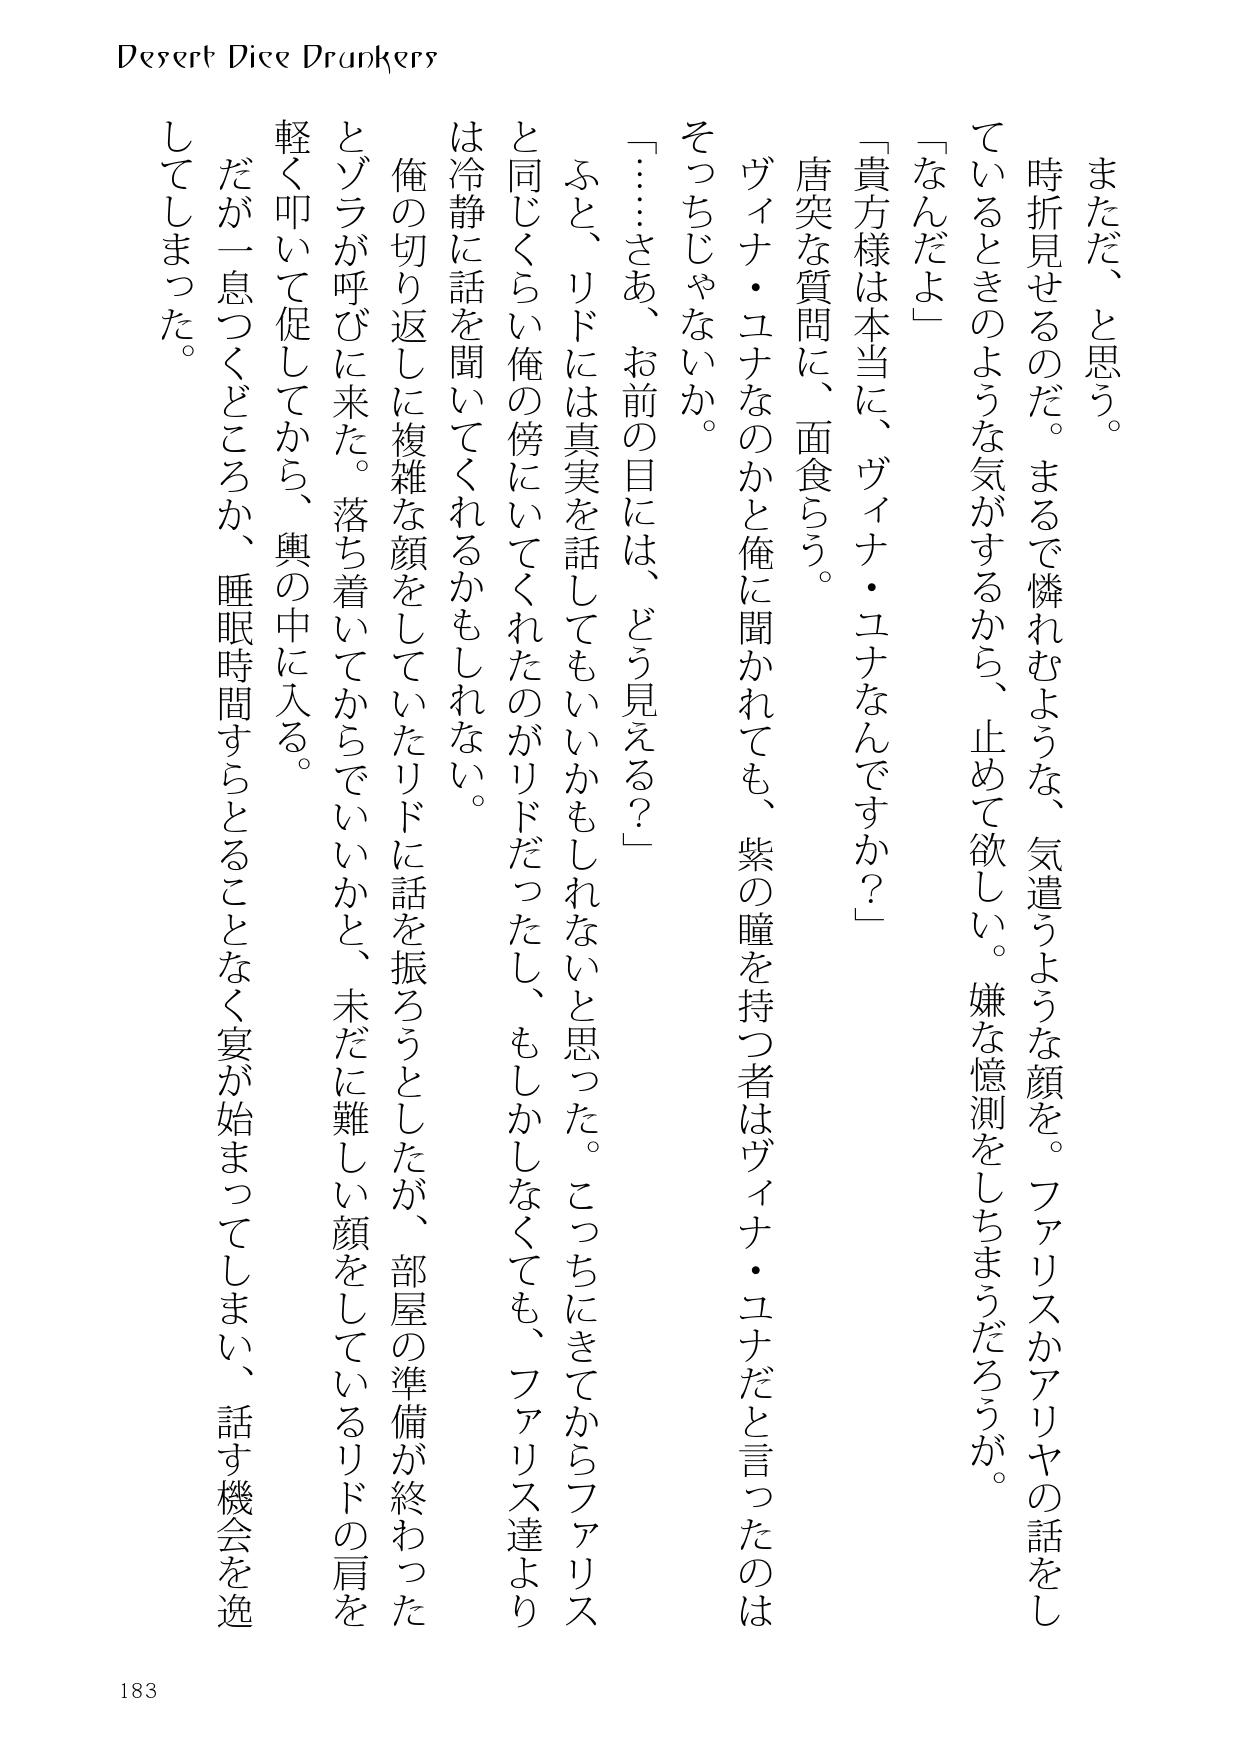 Desert Dice Drunkers
まただ、と思う。
時折見せるのだ。まるで憐れむような、気遣うような顔を。ファリスかアリヤの話をし
ているときのような気がするから、止めて欲しい。嫌な憶測をしちまうだろうが。
「なんだよ」
「貴方様は本当に、ヴィナ・ユナなんですか？」
唐突な質問に、面食らう。
ヴィナ・ユナなのかと俺に聞かれても、紫の瞳を持つ者はヴィナ・ユナだと言ったのは
そっちじゃないか。
「……さあ、お前の目には、どう見える？」
ふと、リドには真実を話してもいいかもしれないと思った。こっちにきてからファリス
と同じくらい俺の傍にいてくれたのがリドだったし、もしかしなくても、ファリス達より
は冷静に話を聞いてくれるかもしれない。
俺の切り返しに複雑な顔をしていたリドに話を振ろうとしたが、部屋の準備が終わった
とゾラが呼びに来た。落ち着いてからでいいかと、未だに難しい顔をしているリドの肩を
軽く叩いて促してから、輿の中に入る。
だが一息つくどころか、睡眠時間すらとることなく宴が始まってしまい、話す機会を逸
してしまった。
183